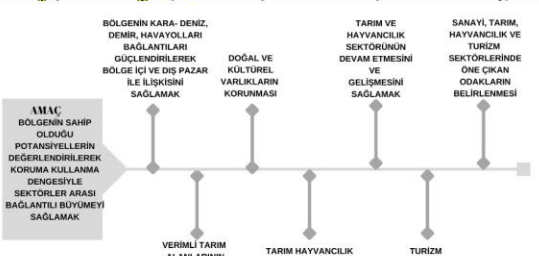 AMAÇ
BÖLGENİN SAHİP
OLDUĞU
POTANSİYELLERİN
DEĞERLENDİRİLEREK
KORUMA KULLANMA
DENGESİYLE
SEKTÖRLER ARASI
BAĞLANTILI BÜYÜMEYİ
SAĞLAMAK
BÖLGENİN KARA- DENİZ,
DEMİR, HAVAYOLLARI
BAĞLANTILARI
GÜÇLENDİRİLEREK
BÖLGE İÇİ VE DIŞ PAZAR
İLE İLİŞKİSİNİ
SAĞLAMAK
DOĞAL VE
KÜLTÜREL
VARLIKLARIN
KORUNMASI
TARIM VE
HAYVANCILIK
SEKTÖRÜNÜN
DEVAM ETMESİNİ
VE
GELİŞMESİNİ
SAĞLAMAK
SANAYİ, TARIM,
HAYVANCILIK VE
TURİZM
SEKTÖRLERİNDE
ÖNE ÇIKAN
ODAKLARIN
BELİRLENMESİ
VERİMLİ TARIM
ALANLARININ
TARIM HAYVANCILIK
TURİZM